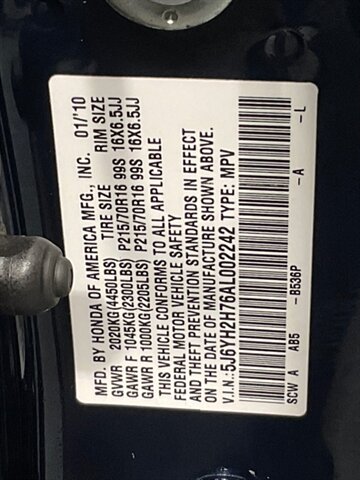 MFD. BY HONDA OF AMERICA MFG., INC. 01/'10
TIRE SIZE RIM SIZE
GVWR 2020KG(4450LBS)
GAWR F 1045KG(2300LBS) P215/70R16 99S 16X6.5JJ
GAWR R 1000KG(2205LBS) P215/70R16 99S 16X6.5JJ
THIS VEHICLE CONFORMS TO ALL APPLICABLE
FEDERAL MOTOR VEHICLE SAFETY
AND THEFT PREVENTION STANDARDS IN EFFECT
ON THE DATE OF MANUFACTURE SHOWN ABOVE.
V.I.N.:5J6YH2H76AL002242 TYPE: MPV
SCW A AB5 -B536P -A -L